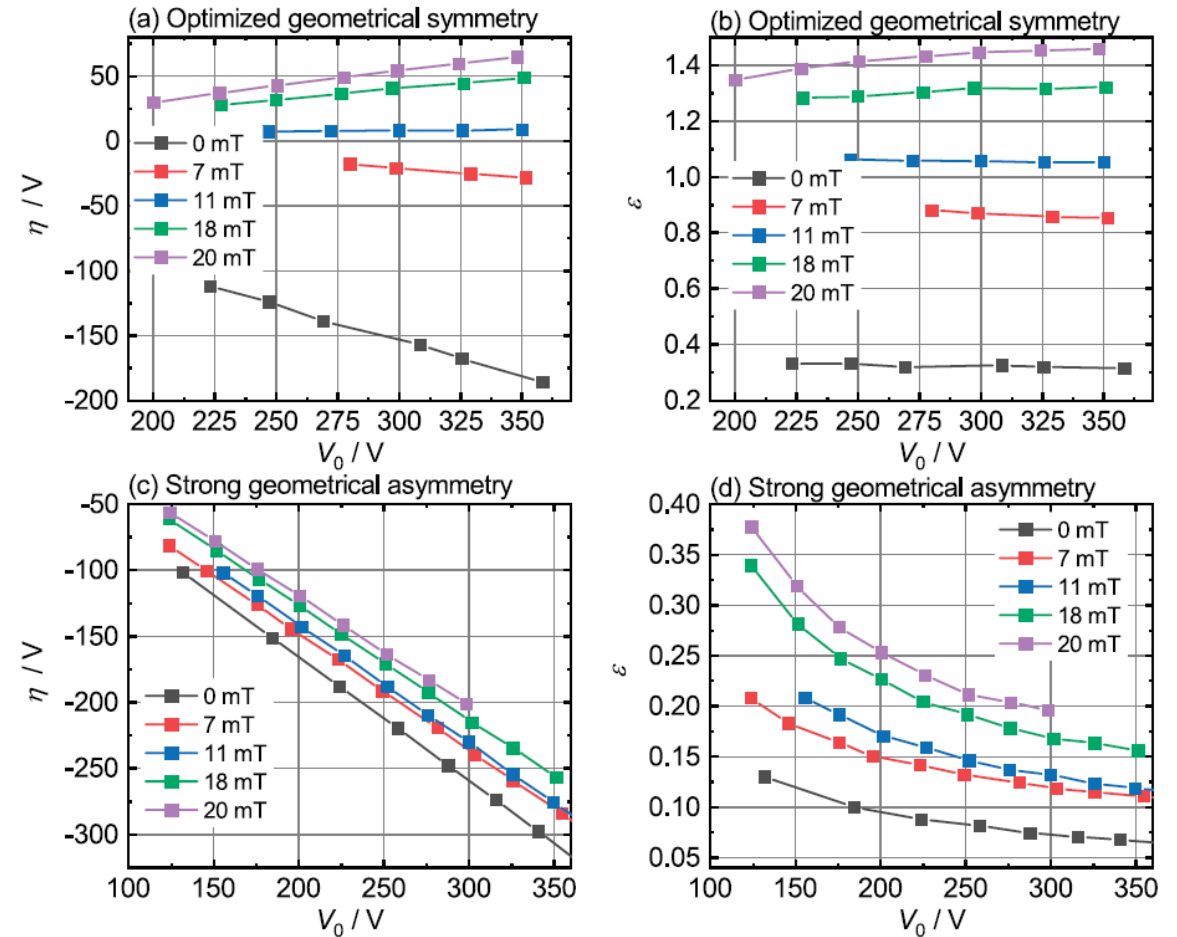 (a) Optimized geometrical symmetry
50
0
-50
-100
-150
-200
η / V
0 mT
7 mT
11 mT
18 mT
20 mT
200 225 250 275 300 325 350
V0 / V
(b) Optimized geometrical symmetry
1.4
1.2
1.0
0.8
0.6
0.4
0.2
ε
0 mT
7 mT
11 mT
18 mT
20 mT
200 225 250 275 300 325 350
V0 / V
(c) Strong geometrical asymmetry
-50
-100
-150
-200
-250
-300
η / V
0 mT
7 mT
11 mT
18 mT
20 mT
100 150 200 250 300 350
V0 / V
(d) Strong geometrical asymmetry
0.40
0.35
0.30
0.25
0.20
0.15
0.10
0.05
ε
0 mT
7 mT
11 mT
18 mT
20 mT
100 150 200 250 300 350
V0 / V